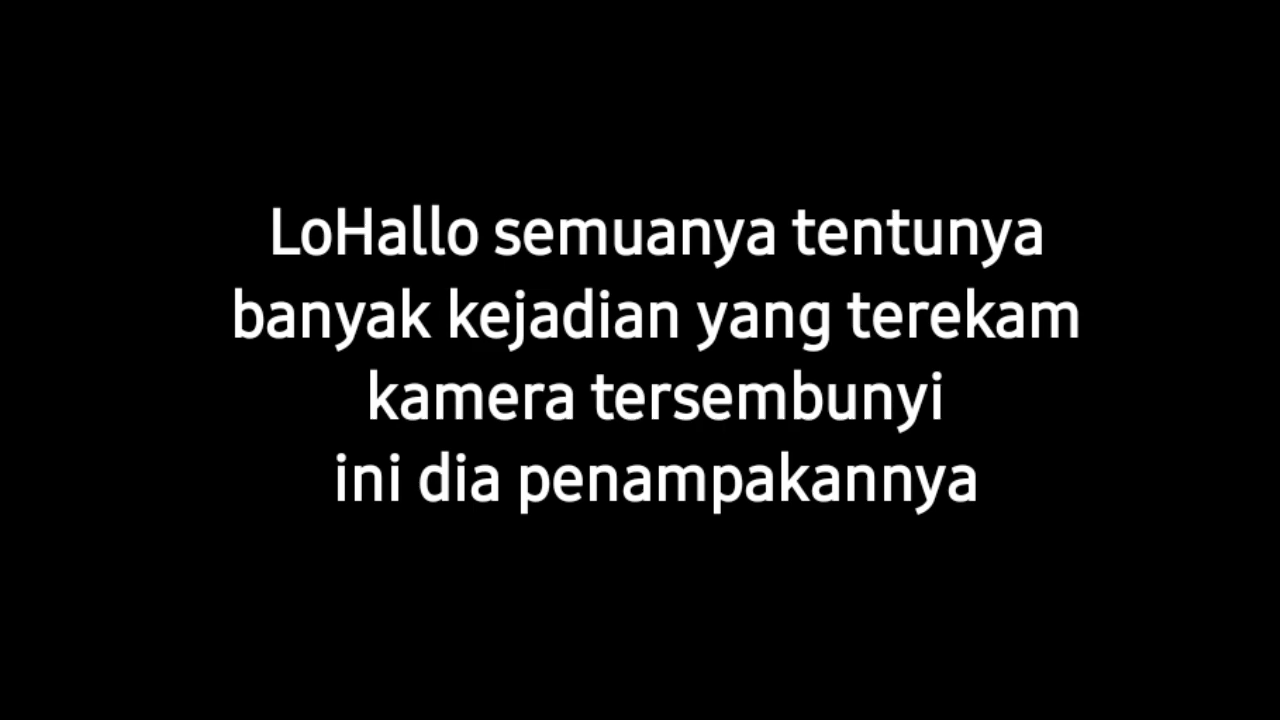 LoHallo semuanya tentunya
banyak kejadian yang terekam
kamera tersembunyi
ini dia penampakannya